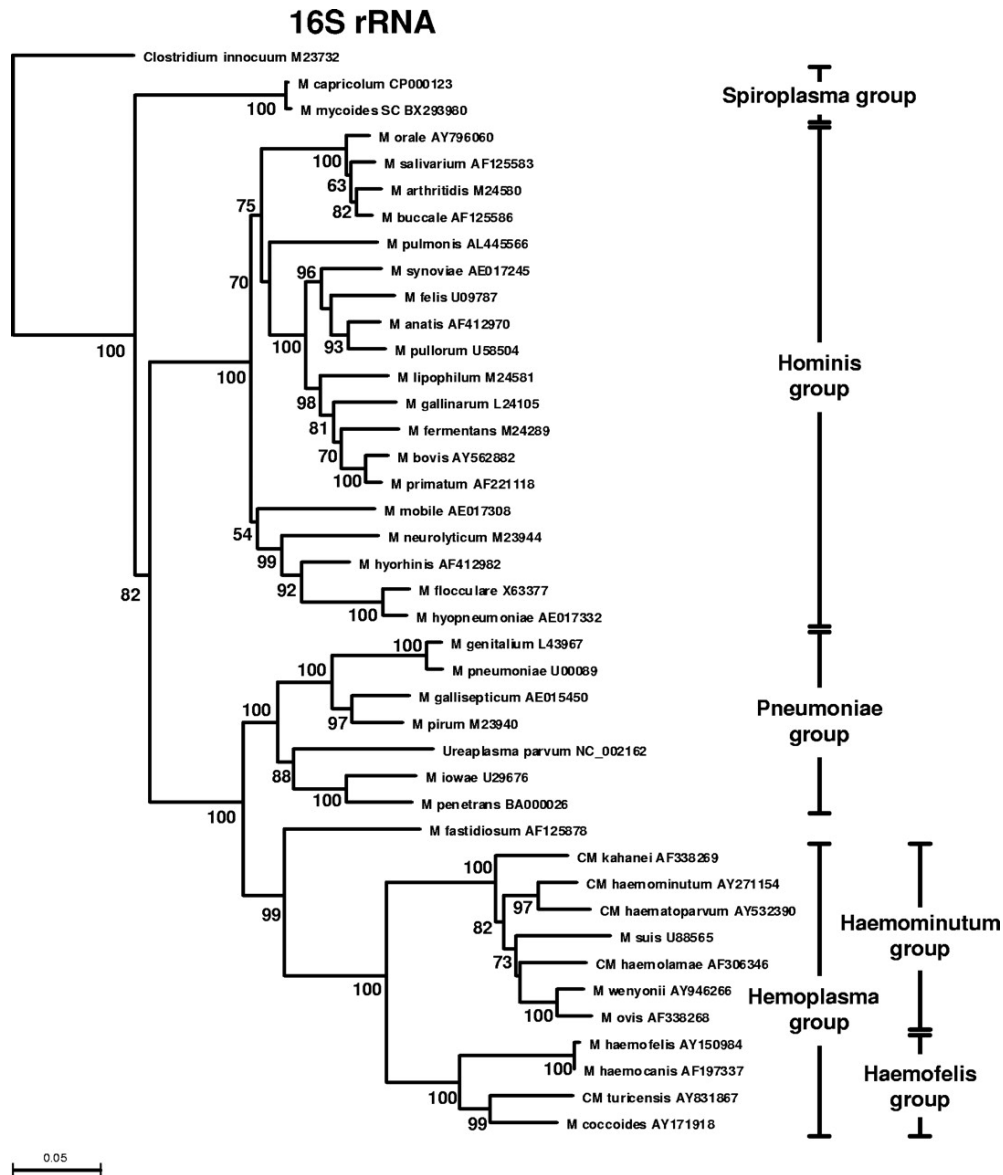 16S rRNA
Clostridium innocuum M23732
M capricolum CP000123
Spiroplasma group
100
M mycoides SC BX293980
M orale AY796060
100
M salivarium AF125583
63
M arthritidis M24580
75
82
M buccale AF125586
M pulmonis AL445566
96
M synoviae AE017245
70
M felis U09787
M anatis AF412970
100
93
M pullorum U58504
100
Hominis
group
100
M lipophilum M24581
98
M gallinarum L24105
81
M fermentans M24289
70
M bovis AY562882
100
M primatum AF221118
M mobile AE017308
54
M neurolyticum M23944
99
M hyorhinis AF412982
82
92
M flocculare X63377
100
M hyopneumoniae AE017332
100
M genitalium L43967
100
M pneumoniae U00089
M gallisepticum AE015450
100
97
M pirum M23940
Pneumoniae
group
Ureaplasma parvum NC_002162
88
M iowae U29676
100
100
M penetrans BA000026
M fastidiosum AF125878
100
CM kahanei AF338269
99
CM haemominutum AY271154
97
82
CM haematoparvum AY532390
Haemominutum
group
M suis U88565
73
CM haemolamae AF306346
100
M wenyonii AY946266
Hemoplasma
group
100
M ovis AF338268
M haemofelis AY150984
100
M haemocanis AF197337
Haemofelis
group
100
CM turicensis AY831867
99
M coccoides AY171918
0.05